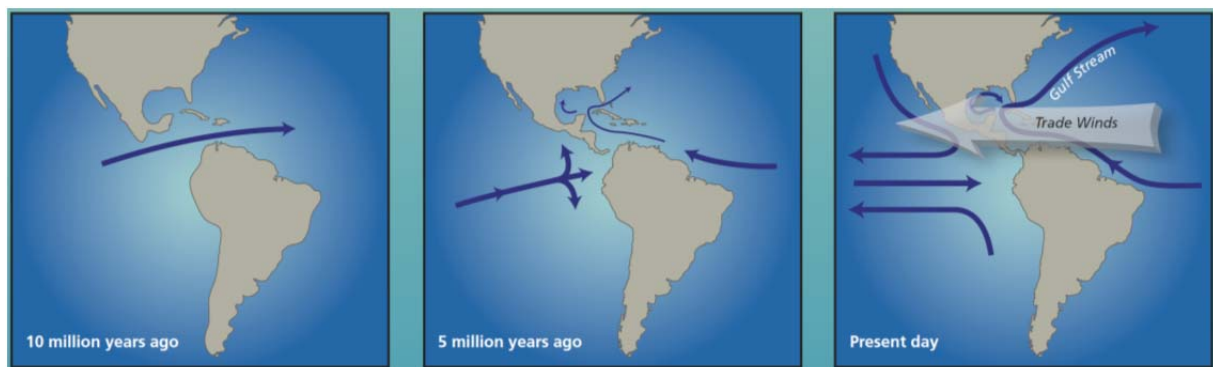 10 million years ago
5 million years ago
Gulf Stream
Trade Winds
Present day